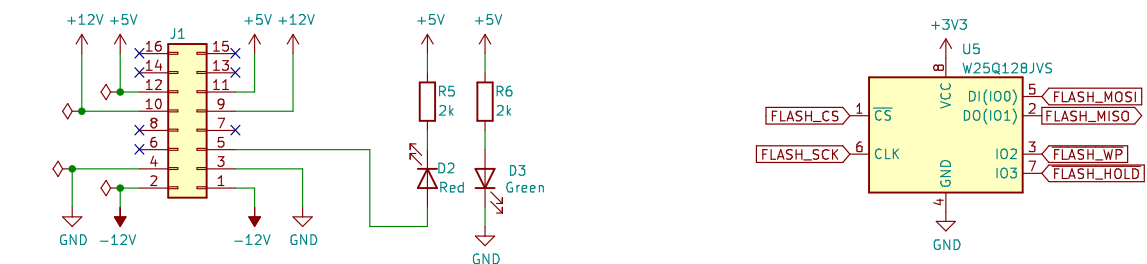 +12V +5V
J1
+5V +12V
16 15
14 13
12 11
10 9
8 7
6 5
4 3
2 1
GND
-12V
-12V
GND
+5V
R5
2k
D2
Red
+5V
R6
2k
D3
Green
GND
+3V3
U5
W25Q128JVS
8
VCC
FLASH_CS 1 CS
FLASH_SCK 6 CLK
DI(IO0) 5 FLASH_MOSI
DO(IO1) 2 FLASH_MISO
IO2 3 FLASH_WP
IO3 7 FLASH_HOLD
GND
4
GND